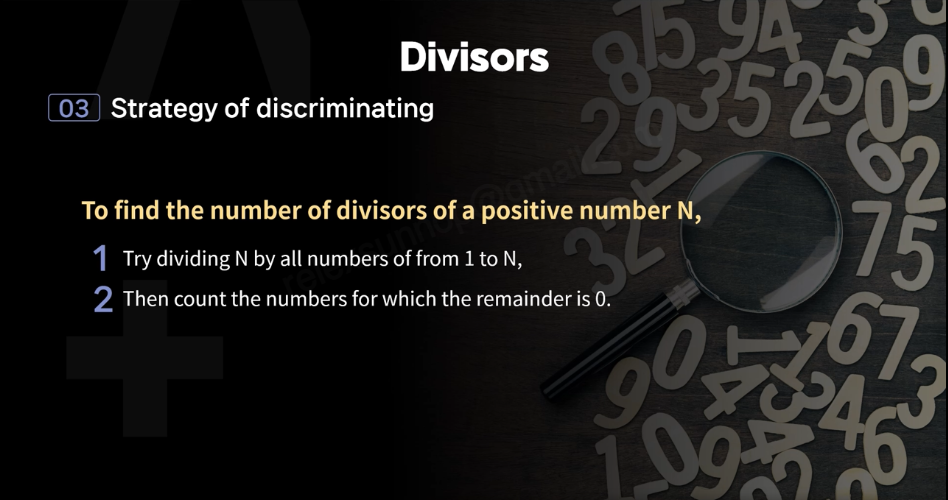 Divisors
03 Strategy of discriminating
To find the number of divisors of a positive number N,
1 Try dividing N by all numbers of from 1 to N,
2 Then count the numbers for which the remainder is 0.